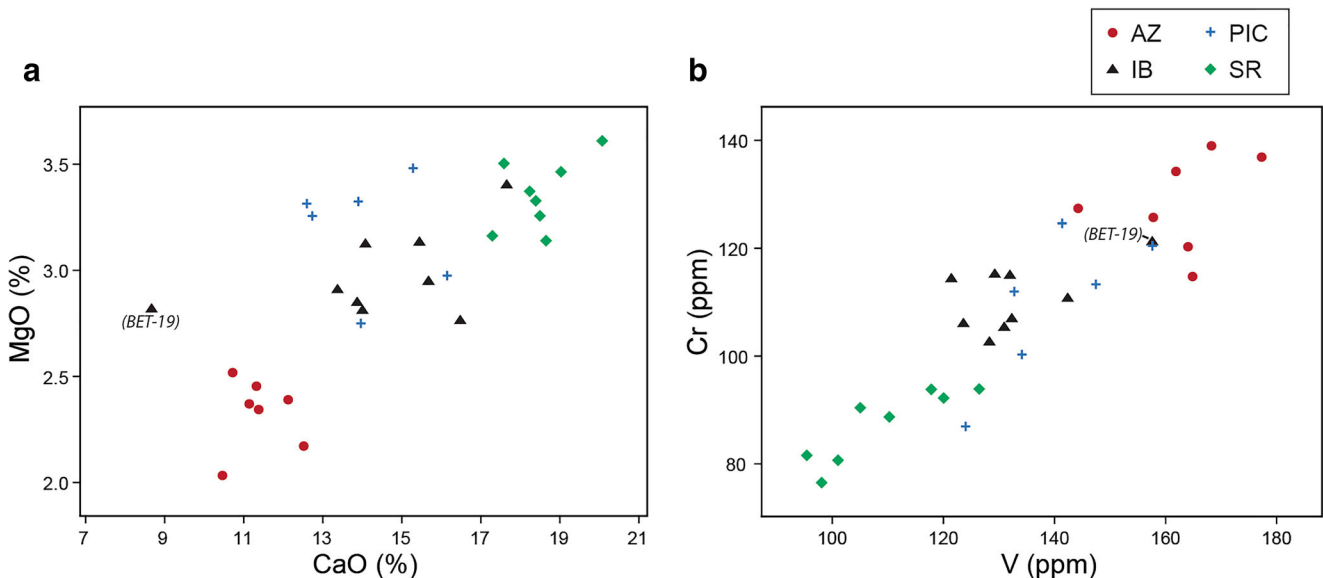 AZ PIC
IB SR
a
3.5
3.0
2.5
2.0
MgO (%)
(BET-19)
7 9 11 13 15 17 19 21
CaO (%)
b
140
120
100
80
Cr (ppm)
(BET-19)
100 120 140 160 180
V (ppm)